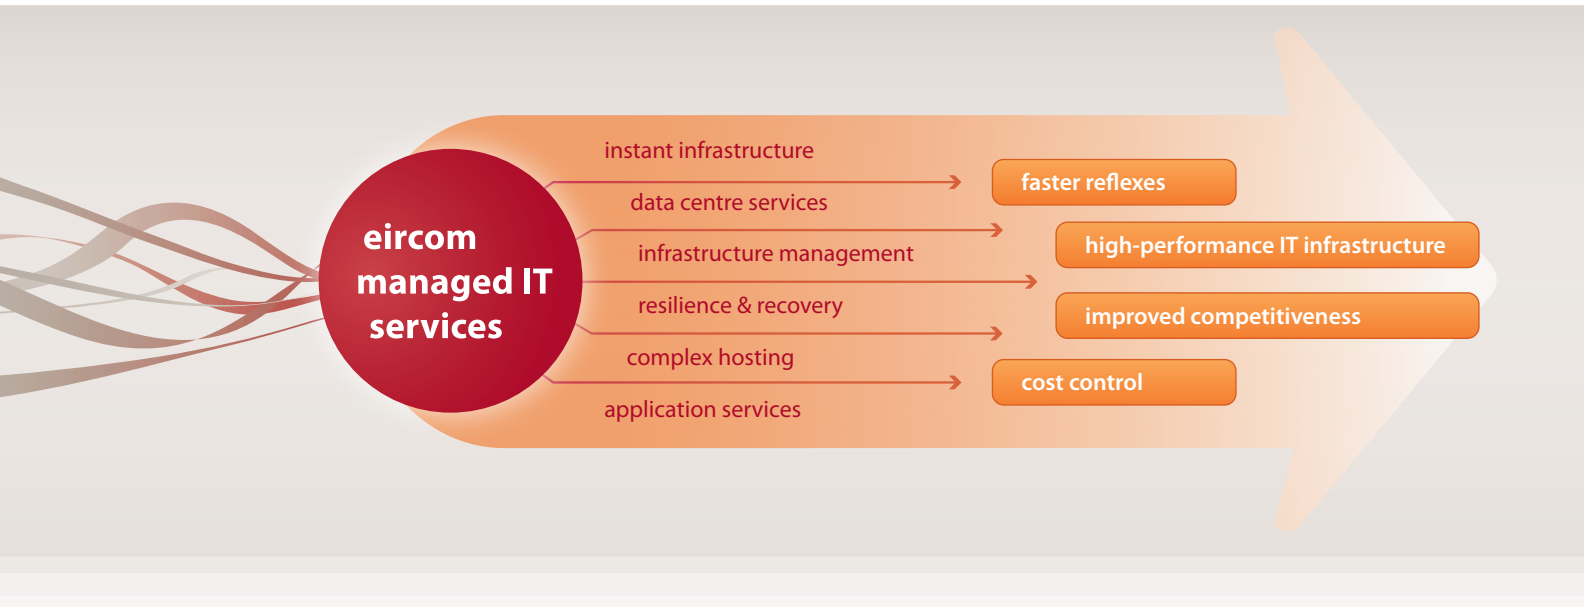 eircom
managed IT
services
instant infrastructure
data centre services
infrastructure management
resilience & recovery
complex hosting
application services
faster reflexes
high-performance IT infrastructure
improved competitiveness
cost control